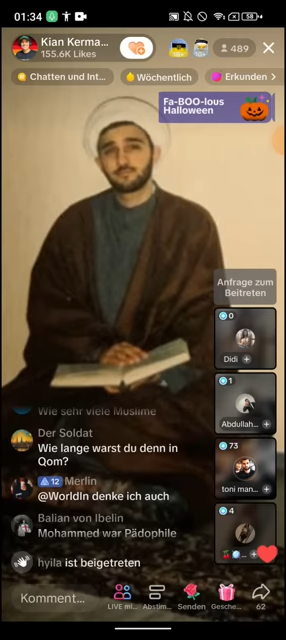 01:34
58
Kian Kerma...
155.6K Likes
489
Chatten und Int...
Wöchentlich
Erkunden
Fa-BOO-lous
Halloween
Anfrage zum
Beitreten
0
Didi
1
Abdullah...
73
toni man...
4
Wie sehr viele Muslime
Der Soldat
Wie lange warst du denn in
Qom?
12 Merlin
@WorldIn denke ich auch
Balian von Ibelin
Mohammed war Pädophile
hyila ist beigetreten
Komment...
LIVE mi...
Abstim...
Senden
Gesche...
62